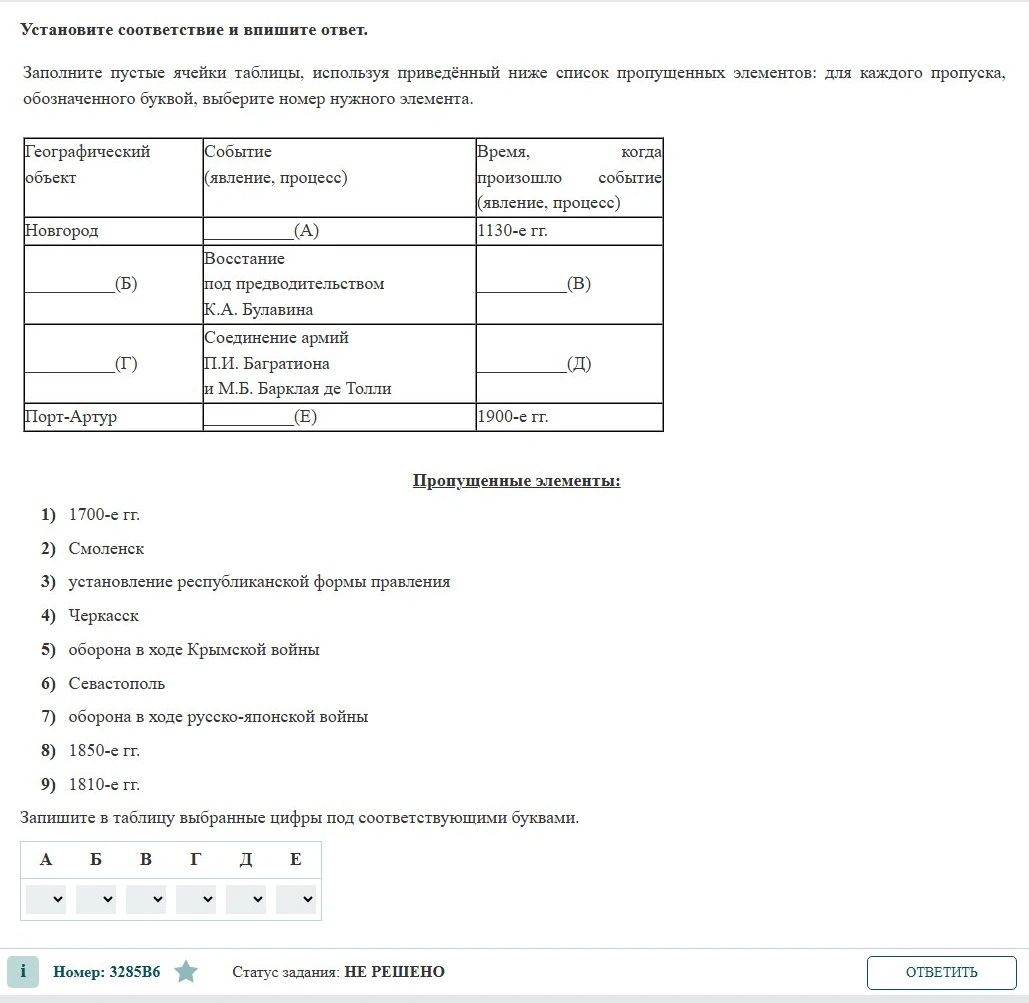 Установите соответствие и впишите ответ.
Заполните пустые ячейки таблицы, используя приведённый ниже список пропущенных элементов: для каждого пропуска,
обозначенного буквой, выберите номер нужного элемента.
Географический
объект
Событие
(явление, процесс)
Время, когда
произошло событие
(явление, процесс)
Новгород
__________(А)
1130-е гг.
__________(Б)
Восстание
под предводительством
К.А. Булавина
__________(В)
__________(Г)
Соединение армий
П.И. Багратиона
и М.Б. Барклая де Толли
__________(Д)
Порт-Артур
__________(Е)
1900-е гг.
Пропущенные элементы:
1) 1700-е гг.
2) Смоленск
3) установление республиканской формы правления
4) Черкасск
5) оборона в ходе Крымской войны
6) Севастополь
7) оборона в ходе русско-японской войны
8) 1850-е гг.
9) 1810-е гг.
Запишите в таблицу выбранные цифры под соответствующими буквами.
А Б В Г Д Е
i Номер: 3285B6 Статус задания: НЕ РЕШЕНО ОТВЕТИТЬ